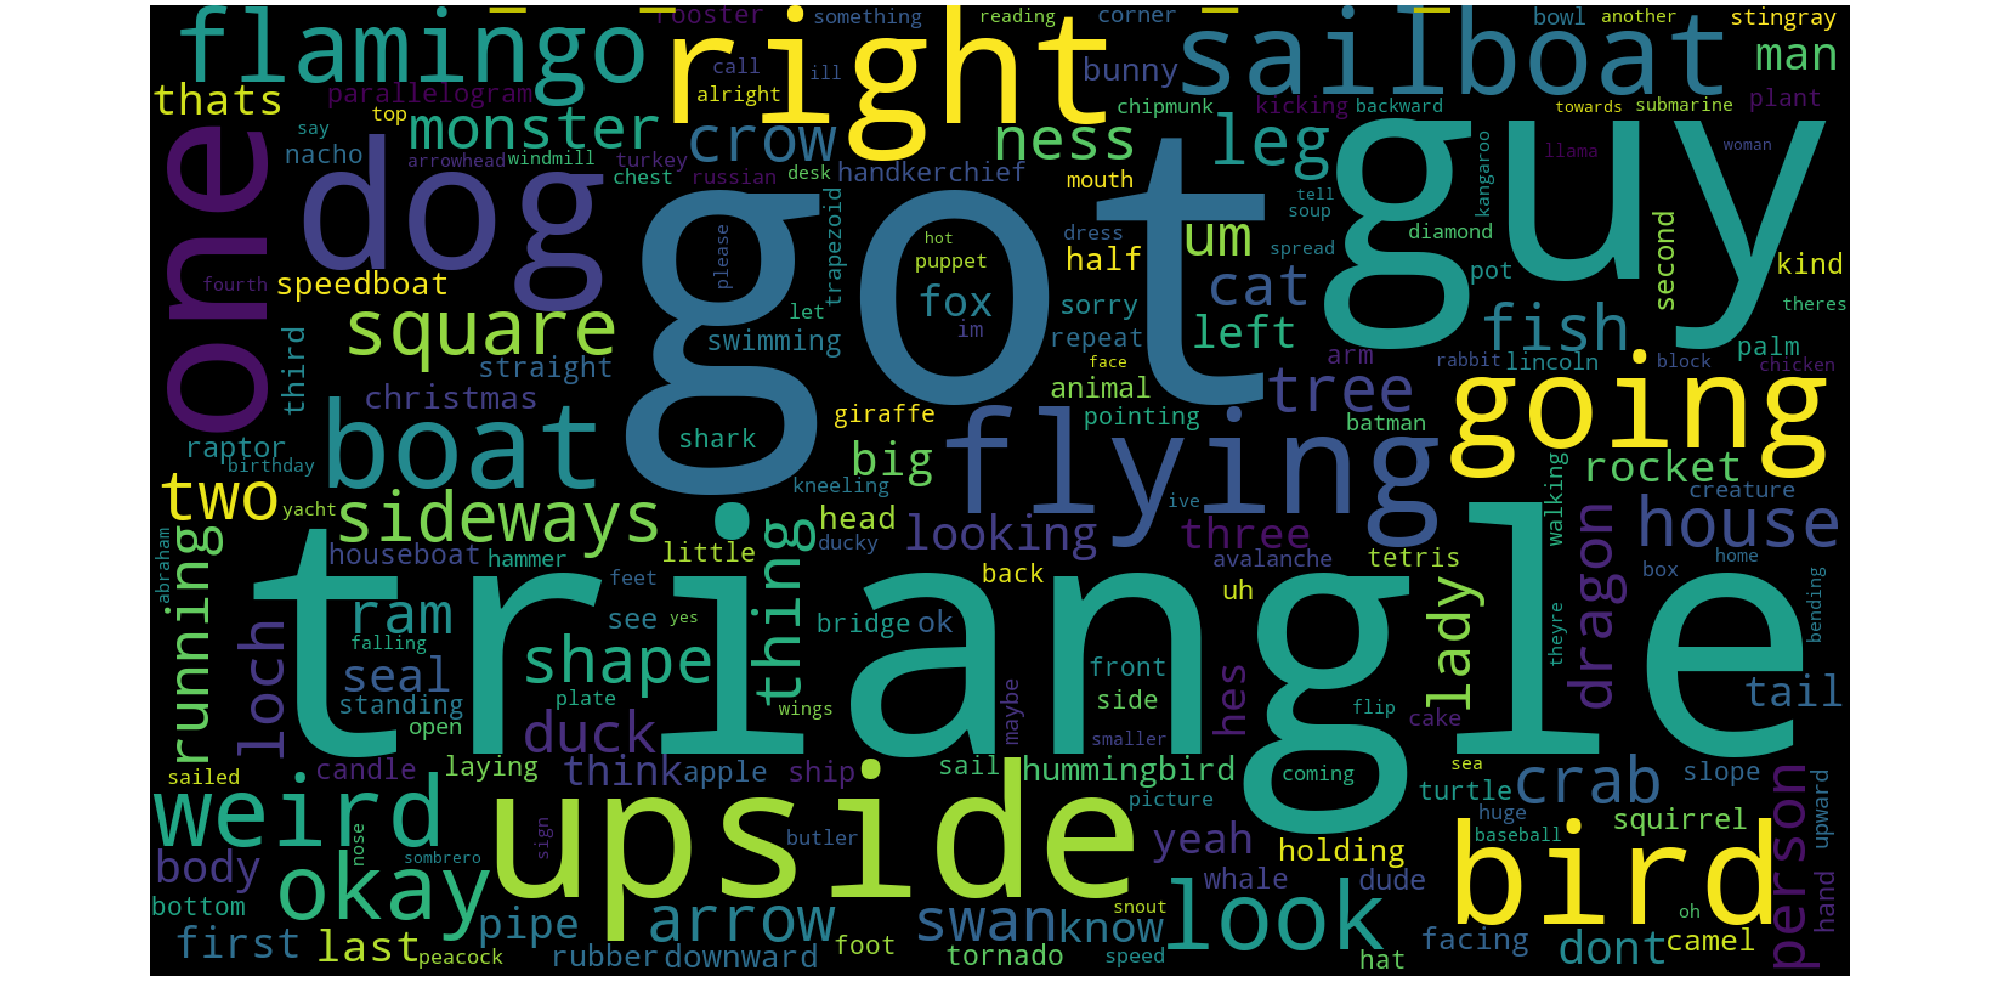 flamingo
rooster
right
something
reading
corner
sailboat
bowl
another
stingray
thats
parallelogram
call
ill
bunny
man
top
alright
chipmunk
kicking
backward
towards
submarine
plant
one
say
nacho
monster
arrowhead
windmill
turkey
chest
crow
russian
desk
handkerchief
ness
mouth
leg
guy
kangaroo
llama
woman
dog
got
trapezoid
please
hot
puppet
fox
im
dress
half
um
tell
soup
spread
cat
diamond
pot
second
kind
theres
fourth
speedboat
square
third
straight
swimming
let
sorry
repeat
left
fish
palm
face
arm
rabbit
lincoln
block
chicken
christmas
boat
giraffe
animal
pointing
tree
batman
going
raptor
birthday
shark
big
flying
rocket
two
yacht
sideways
kneeling
ive
creature
walking
running
abraham
houseboat
hammer
little
thing
head
ducky
looking
three
avalanche
tetris
house
home
box
dragon
loch
ram
falling
feet
see
yes
back
uh
bridge
ok
lady
theyre
bending
triangle
seal
standing
shape
plate
open
wings
maybe
front
side
smaller
hes
flip
cake
tail
duck
sailed
candle
laying
think
apple
ship
sail
hummingbird
coming
sea
turtle
crab
slope
weird
upside
picture
huge
baseball
squirrel
person
upward
nose
sombrero
sign
butler
yeah
holding
bird
body
okay
whale
dude
bottom
pipe
arrow
swan
know
snout
look
oh
hand
first
last
peacock
rubber
downward
foot
tornado
speed
hat
facing
dont
camel